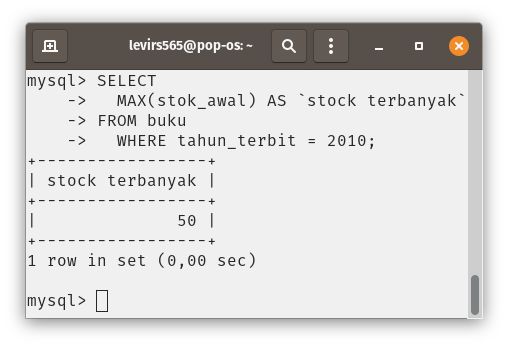 levirs565@pop-os: ~
mysql> SELECT
    ->   MAX(stok_awal) AS `stock terbanyak`
    -> FROM buku
    ->   WHERE tahun_terbit = 2010;
+-----------------+
| stock terbanyak |
+-----------------+
|              50 |
+-----------------+
1 row in set (0,00 sec)
mysql>